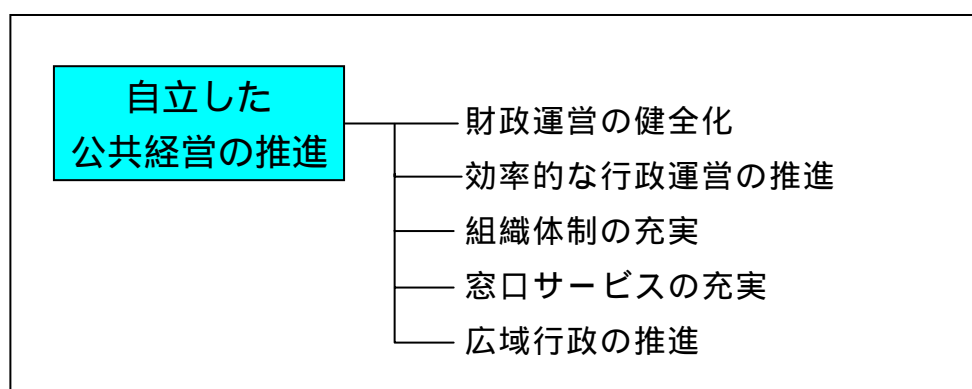 自立した
公共経営の推進
財政運営の健全化
効率的な行政運営の推進
組織体制の充実
窓口サービスの充実
広域行政の推進